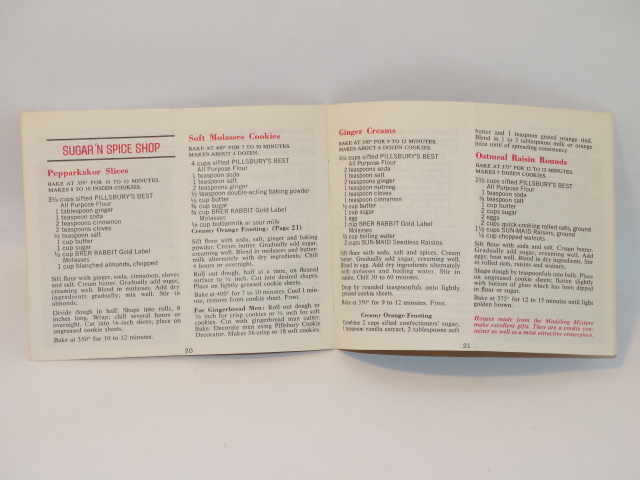 SUGAR 'N SPICE SHOP
Pepparkakor Slices
BAKE AT 350° FOR 10 TO 12 MINUTES.
MAKES 8 TO 10 DOZEN COOKIES.
3½ cups sifted PILLSBURY'S BEST
All Purpose Flour
1 tablespoon ginger
1 teaspoon soda
2 teaspoons cinnamon
2 teaspoons cloves
½ teaspoon salt
1 cup butter
1 cup sugar
BRER RABBIT Gold Label
Molasses
1 cup blanched almonds, chopped
Sift flour with ginger, soda, cinnamon, cloves
and salt. Cream butter. Gradually add sugar,
creaming well. Blend in molasses. Add dry
ingredients gradually; mix well. Stir in
almonds.
Divide dough in half. Shape into rolls, 8
inches long. Wrap; chill several hours or
overnight. Cut into ⅛-inch slices; place on
ungreased cookie sheets.
Bake at 350° for 10 to 12 minutes.
Soft Molasses Cookies
BAKE AT 400° FOR 7 TO 10 MINUTES.
MAKES ABOUT 6 DOZEN.
4 cups sifted PILLSBURY'S BEST
All Purpose Flour
1 teaspoon soda
1 teaspoon salt
2 teaspoons ginger
teaspoon double-acting baking powder
cup butter
cup sugar
cup BRER RABBIT Gold Label
Molasses
½ cup buttermilk or sour milk
Creamy Orange Frosting: (Page 21)
Sift flour with soda, salt, ginger and baking
powder. Cream butter. Gradually add sugar,
creaming well. Blend in molasses and butter-
milk alternately with dry ingredients. Chill
4 hours or overnight.
Roll out dough, half at a time, on floured
surface to ¼ inch. Cut into desired shapes.
Place on lightly greased cookie sheets.
Bake at 400° for 7 to 10 minutes. Cool 1 min-
ute; remove from cookie sheet. Frost.
For Gingerbread Men: Roll out dough to
inch for crisp cookies or ¼ inch for soft
cookies. Cut with gingerbread man cutter.
Bake. Decorate men using Pillsbury Cookie
Decorator. Makes 36 crisp or 18 soft cookies.
20
Ginger Creams
BAKE AT 350° FOR 9 TO 12 MINUTES.
MAKES ABOUT 6 DOZEN COOKIES.
cups sifted PILLSBURY'S BEST
All Purpose Flour
2 teaspoons soda
1 teaspoon salt
1 teaspoon ginger
1 teaspoon nutmeg
1 teaspoon cloves
½ cup butter
1 cup sugar
1 egg
1 cup BRER RABBIT Gold Label
Molasses
cup boiling water
2 cups SUN-MAID Seedless Raisins
Sift flour with soda, salt and spices. Cream
butter. Gradually add sugar, creaming well.
Blend in egg. Add dry ingredients alternately
with molasses and boiling water. Stir in
raisins. Chill 30 to 60 minutes.
Drop by rounded teaspoonfuls onto lightly
greased cookie sheets.
Bake at 350° for 9 to 12 minutes. Frost.
Creamy Orange Frosting
Combine 2 cups sifted confectioners' sugar,
1 teaspoon vanilla extract, 2 tablespoons soft
butter and 1 teaspoon grated orange rind.
Blend in 1 to 3 tablespoons milk or orange
juice until of spreading consistency.
Oatmeal Raisin Rounds
BAKE AT 375° FOR 12 TO 15 MINUTES.
MAKES 5 DOZEN COOKIES.
cups sifted PILLSBURY'S BEST
All Purpose Flour
1 teaspoon soda
teaspoon salt
1 cup butter
2 cups sugar
2 eggs
2 cups quick-cooking rolled oats, ground
cups SUN-MAID Raisins, ground
½ cup chopped walnuts
Sift flour with soda and salt. Cream butter.
Gradually add sugar, creaming well. Add
eggs; beat well. Blend in dry ingredients. Stir
in rolled oats, raisins and walnuts.
Shape dough by teaspoonfuls into balls. Place
on ungreased cookie sheets; flatten slightly
with bottom of glass which has been dipped
in flour or sugar.
Bake at 375° for 12 to 15 minutes until light
golden brown.
Houses made from the Modeling Mixture
make excellent gifts. They are a cookie con-
tainer as well as a most attractive centerpiece.
21